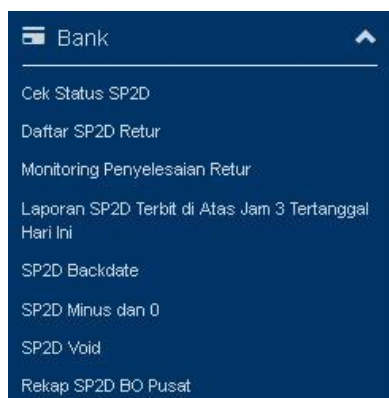 Bank
Cek Status SP2D
Daftar SP2D Retur
Monitoring Penyelesaian Retur
Laporan SP2D Terbit di Atas Jam 3 Tertanggal
Hari Ini
SP2D Backdate
SP2D Minus dan 0
SP2D Void
Rekap SP2D BO Pusat